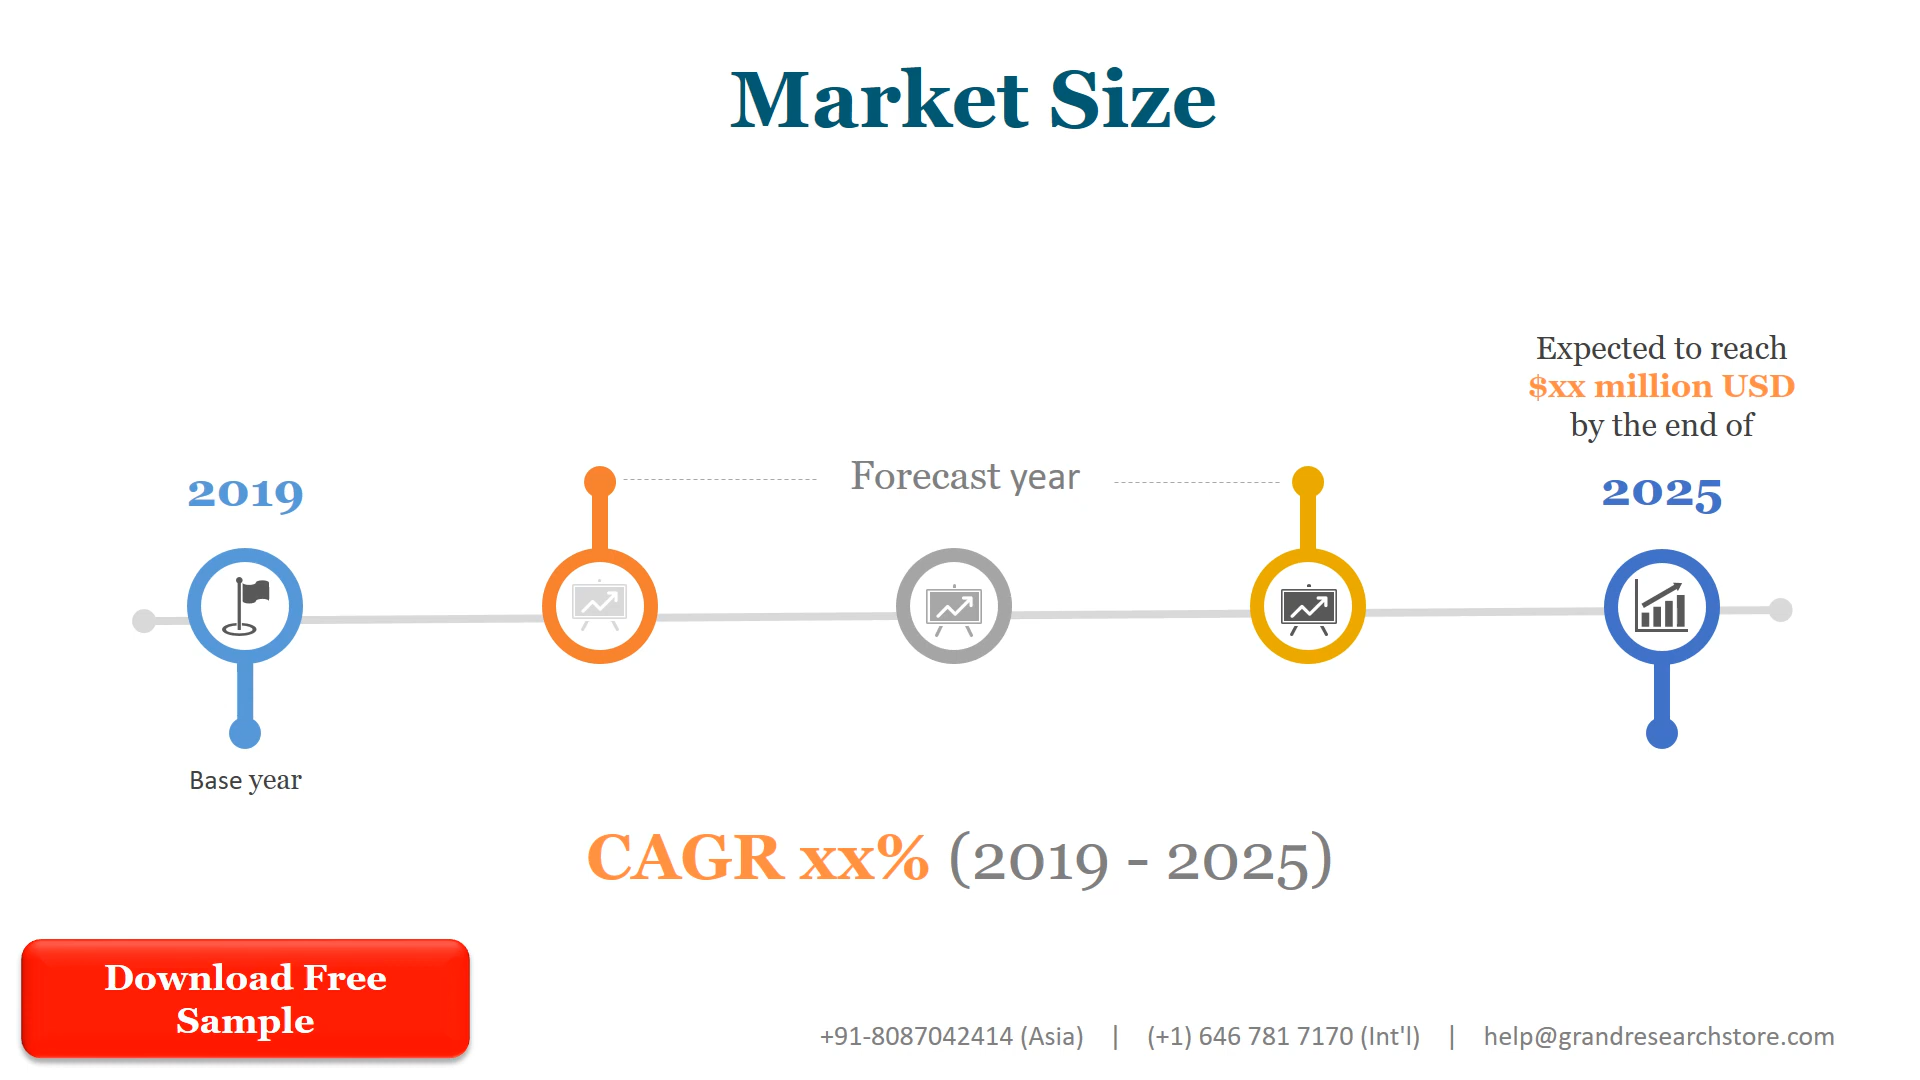 Market Size
Expected to reach
$xx million USD
by the end of
2025
2019
Forecast year
Base year
CAGR xx% (2019 - 2025)
Download Free
Sample
+91-8087042414 (Asia) | (+1) 646 781 7170 (Int'l) | help@grandresearchstore.com